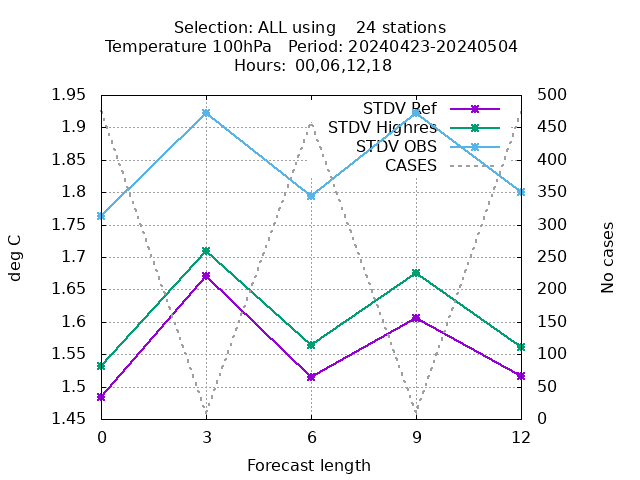 Selection: ALL using    24 stations
Temperature 100hPa   Period: 20240423-20240504
Hours:  00,06,12,18
1.95 500
STDV Ref
1.9 450
STDV Highres
STDV OBS
1.85 400
CASES
1.8 350
1.75 300
1.7 250
1.65 200
1.6 150
1.55 100
1.5 50
1.45 0
deg C
No cases
0 3 6 9 12
Forecast length